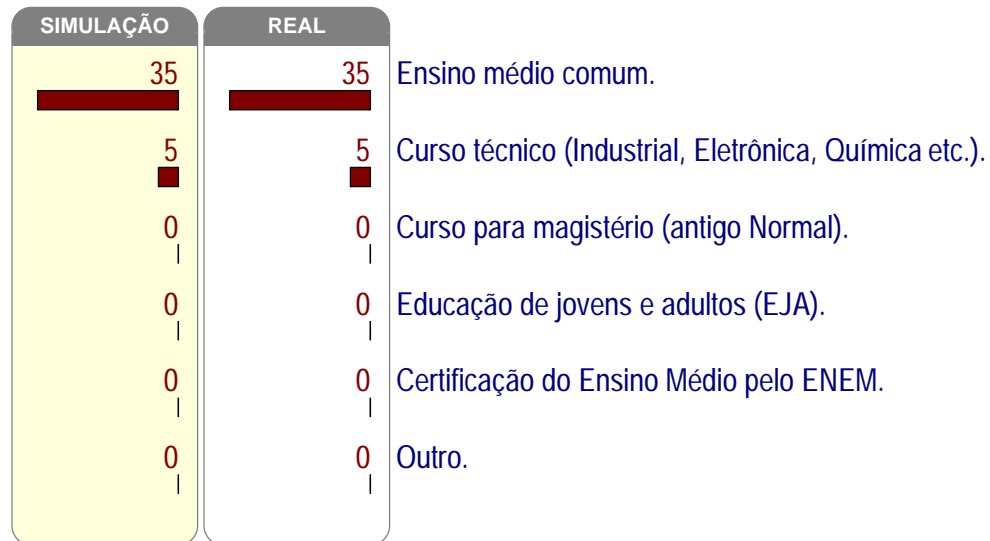 SIMULAÇÃO REAL
35 35 Ensino médio comum.
5 5 Curso técnico (Industrial, Eletrônica, Química etc.).
0 0 Curso para magistério (antigo Normal).
0 0 Educação de jovens e adultos (EJA).
0 0 Certificação do Ensino Médio pelo ENEM.
0 0 Outro.